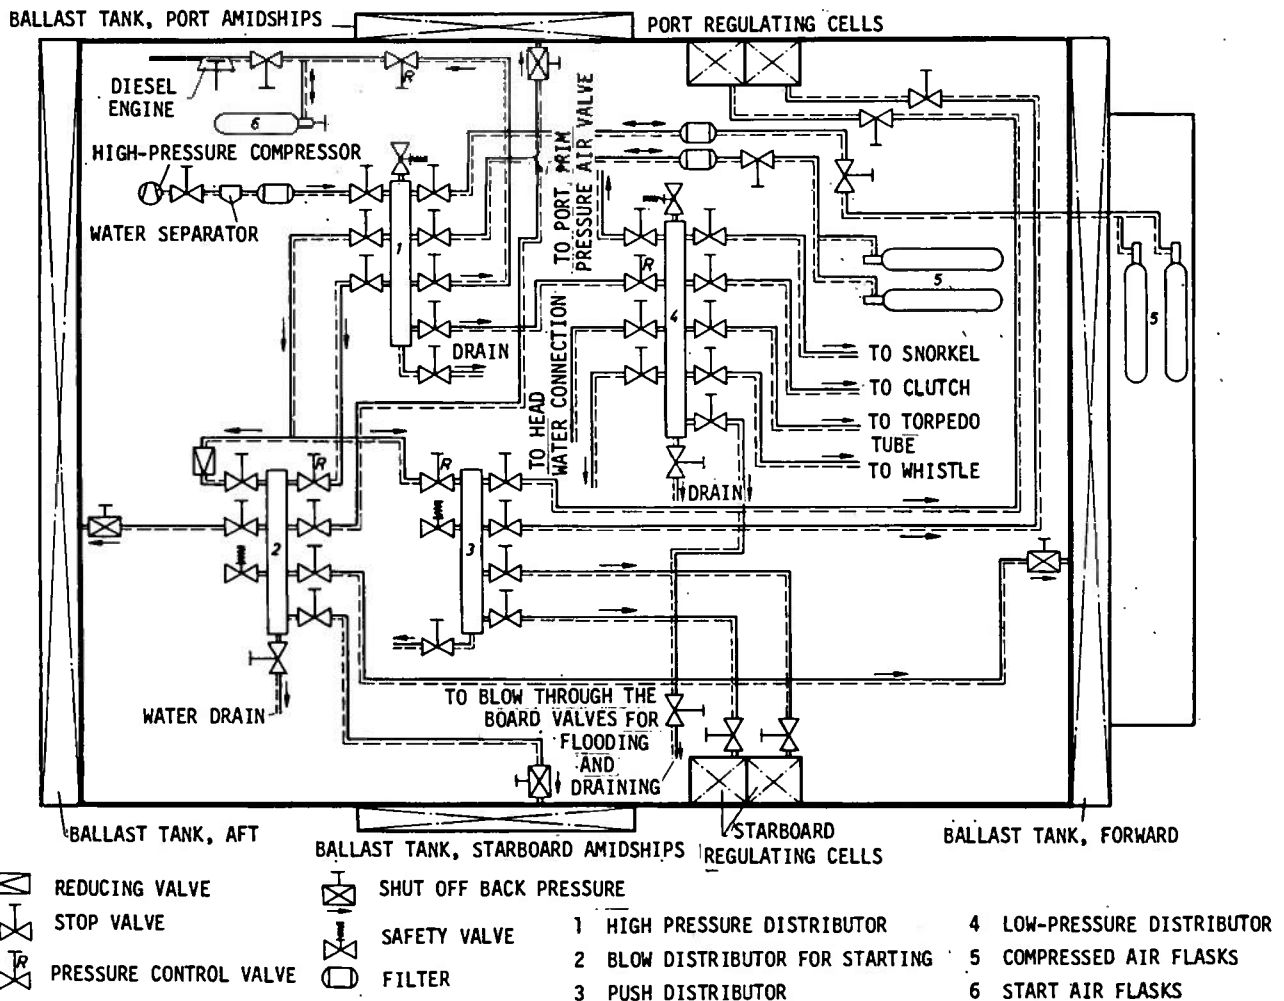 BALLAST TANK, PORT AMIDSHIPS
PORT REGULATING CELLS
DIESEL
ENGINE
R
6
HIGH-PRESSURE COMPRESSOR
WATER SEPARATOR
TO PORT PRIM
PRESSURE AIR VALVE
1
R
4
5
5
DRAIN
TO HEAD
WATER CONNECTION
TO SNORKEL
TO CLUTCH
TO TORPEDO
TUBE
TO WHISTLE
R
R
DRAIN
2
3
WATER DRAIN
TO BLOW THROUGH THE
BOARD VALVES FOR
FLOODING
AND
DRAINING
BALLAST TANK, AFT
BALLAST TANK, STARBOARD AMIDSHIPS
STARBOARD
REGULATING CELLS
BALLAST TANK, FORWARD
REDUCING VALVE
STOP VALVE
R
PRESSURE CONTROL VALVE
SHUT OFF BACK PRESSURE
SAFETY VALVE
FILTER
1 HIGH PRESSURE DISTRIBUTOR
2 BLOW DISTRIBUTOR FOR STARTING
3 PUSH DISTRIBUTOR
4 LOW-PRESSURE DISTRIBUTOR
5 COMPRESSED AIR FLASKS
6 START AIR FLASKS